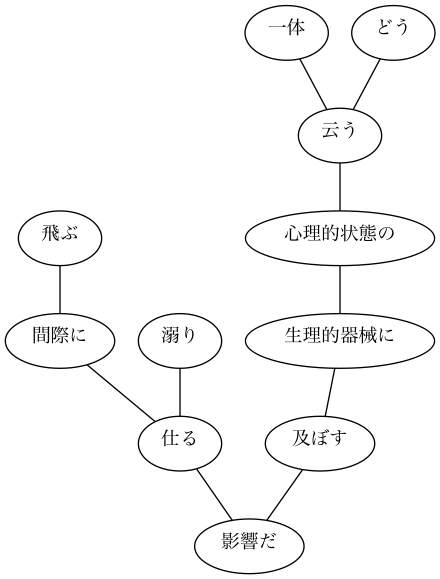 一体
どう
云う
飛ぶ
心理的状態の
間際に
溺り
生理的器械に
仕る
及ぼす
影響だ